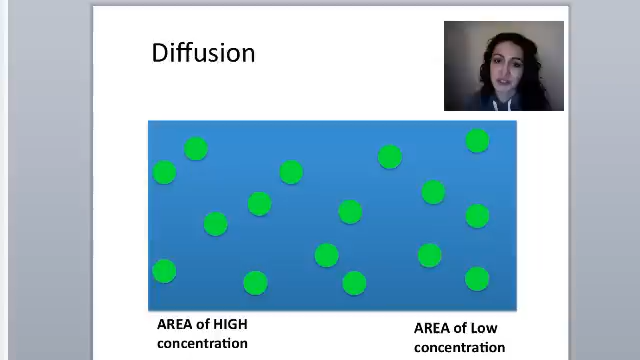 Diffusion
AREA of HIGH
concentration
AREA of Low
concentration